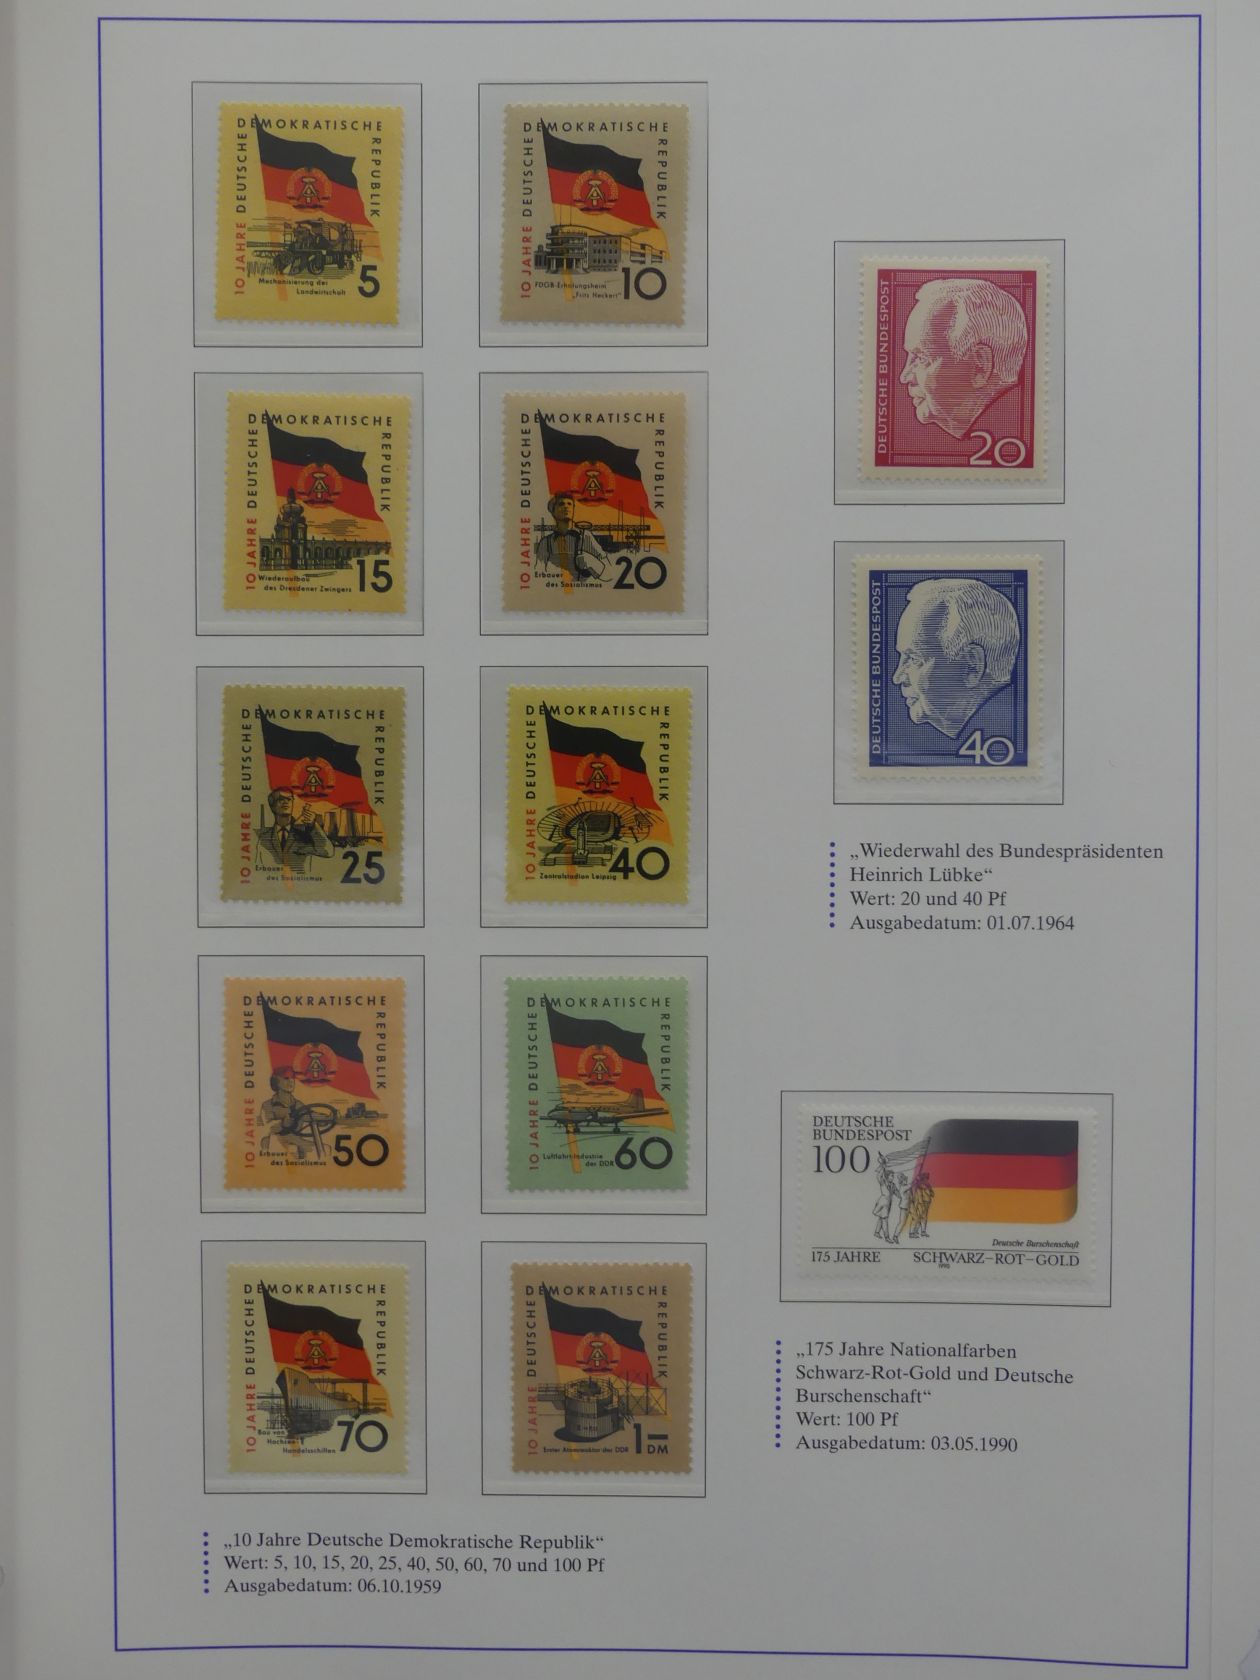 10 JAHRE DEUTSCHE DEMOKRATISCHE REPUBLIK
Mechanisierung der
Landwirtschaft 5
10 JAHRE DEUTSCHE DEMOKRATISCHE REPUBLIK
FDGB-Erholungsheim
„Fritz Heckert“ 10
10 JAHRE DEUTSCHE DEMOKRATISCHE REPUBLIK
Wiederaufbau
des Dresdener Zwingers 15
10 JAHRE DEUTSCHE DEMOKRATISCHE REPUBLIK
Erbauer
des Sozialismus 20
10 JAHRE DEUTSCHE DEMOKRATISCHE REPUBLIK
Erbauer
des Sozialismus 25
10 JAHRE DEUTSCHE DEMOKRATISCHE REPUBLIK
Zentralstadion Leipzig 40
10 JAHRE DEUTSCHE DEMOKRATISCHE REPUBLIK
Erbauer
des Sozialismus 50
10 JAHRE DEUTSCHE DEMOKRATISCHE REPUBLIK
Luftfahrt-Industrie
der DDR 60
10 JAHRE DEUTSCHE DEMOKRATISCHE REPUBLIK
Bau von
Hochsee-
Handelsschiffen 70
10 JAHRE DEUTSCHE DEMOKRATISCHE REPUBLIK
Erster Atomreaktor der DDR 1– DM
„10 Jahre Deutsche Demokratische Republik“
Wert: 5, 10, 15, 20, 25, 40, 50, 60, 70 und 100 Pf
Ausgabedatum: 06.10.1959
DEUTSCHE BUNDESPOST
20
DEUTSCHE BUNDESPOST
40
„Wiederwahl des Bundespräsidenten
Heinrich Lübke“
Wert: 20 und 40 Pf
Ausgabedatum: 01.07.1964
DEUTSCHE
BUNDESPOST
100
Deutsche Burschenschaft
175 JAHRE SCHWARZ-ROT-GOLD
1990
„175 Jahre Nationalfarben
Schwarz-Rot-Gold und Deutsche
Burschenschaft“
Wert: 100 Pf
Ausgabedatum: 03.05.1990